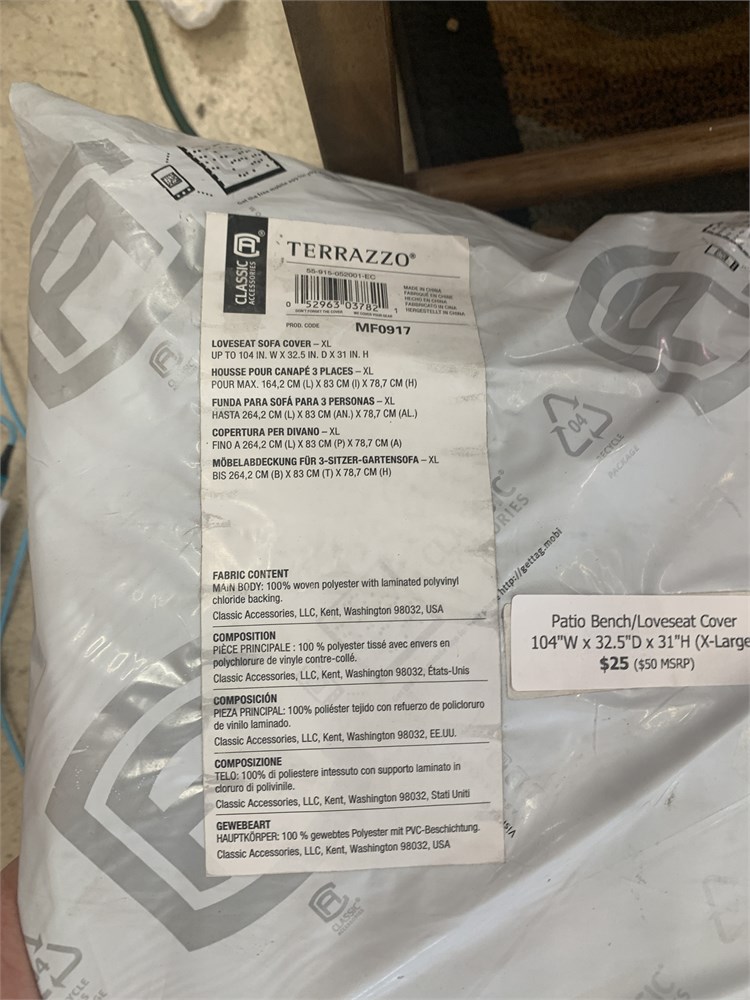 CLASSIC
ACCESSORIES®
TERRAZZO®
55-915-052001-EC
0 52963 03782 1
DON'T FORGET THE COVER WE COVER YOUR GEAR
MADE IN CHINA
FABRIQUÉ EN CHINE
HECHO EN CHINA
FABBRICATO IN CINA
HERGESTELLT IN CHINA
PROD. CODE MF0917
LOVESEAT SOFA COVER – XL
UP TO 104 IN. W X 32.5 IN. D X 31 IN. H
HOUSSE POUR CANAPÉ 3 PLACES – XL
POUR MAX. 164,2 CM (L) X 83 CM (l) X 78,7 CM (H)
FUNDA PARA SOFÁ PARA 3 PERSONAS – XL
HASTA 264,2 CM (L) X 83 CM (AN.) X 78,7 CM (AL.)
COPERTURA PER DIVANO – XL
FINO A 264,2 CM (L) X 83 CM (P) X 78,7 CM (A)
MÖBELABDECKUNG FÜR 3-SITZER-GARTENSOFA – XL
BIS 264,2 CM (B) X 83 CM (T) X 78,7 CM (H)
FABRIC CONTENT
MAIN BODY: 100% woven polyester with laminated polyvinyl
chloride backing.
Classic Accessories, LLC, Kent, Washington 98032, USA
COMPOSITION
PIÈCE PRINCIPALE : 100 % polyester tissé avec envers en
polychlorure de vinyle contre-collé.
Classic Accessories, LLC, Kent, Washington 98032, États-Unis
COMPOSICIÓN
PIEZA PRINCIPAL: 100% poliéster tejido con refuerzo de policloruro
de vinilo laminado.
Classic Accessories, LLC, Kent, Washington 98032, EE.UU.
COMPOSIZIONE
TELO: 100% di poliestere intessuto con supporto laminato in
cloruro di polivinile.
Classic Accessories, LLC, Kent, Washington 98032, Stati Uniti
GEWEBEART
HAUPTKÖRPER: 100 % gewebtes Polyester mit PVC-Beschichtung.
Classic Accessories, LLC, Kent, Washington 98032, USA
Patio Bench/Loveseat Cover
104"W x 32.5"D x 31"H (X-Large
$25 ($50 MSRP)
http://gettag.mobi
04
RECYCLE
PACKAGE
CLASSIC